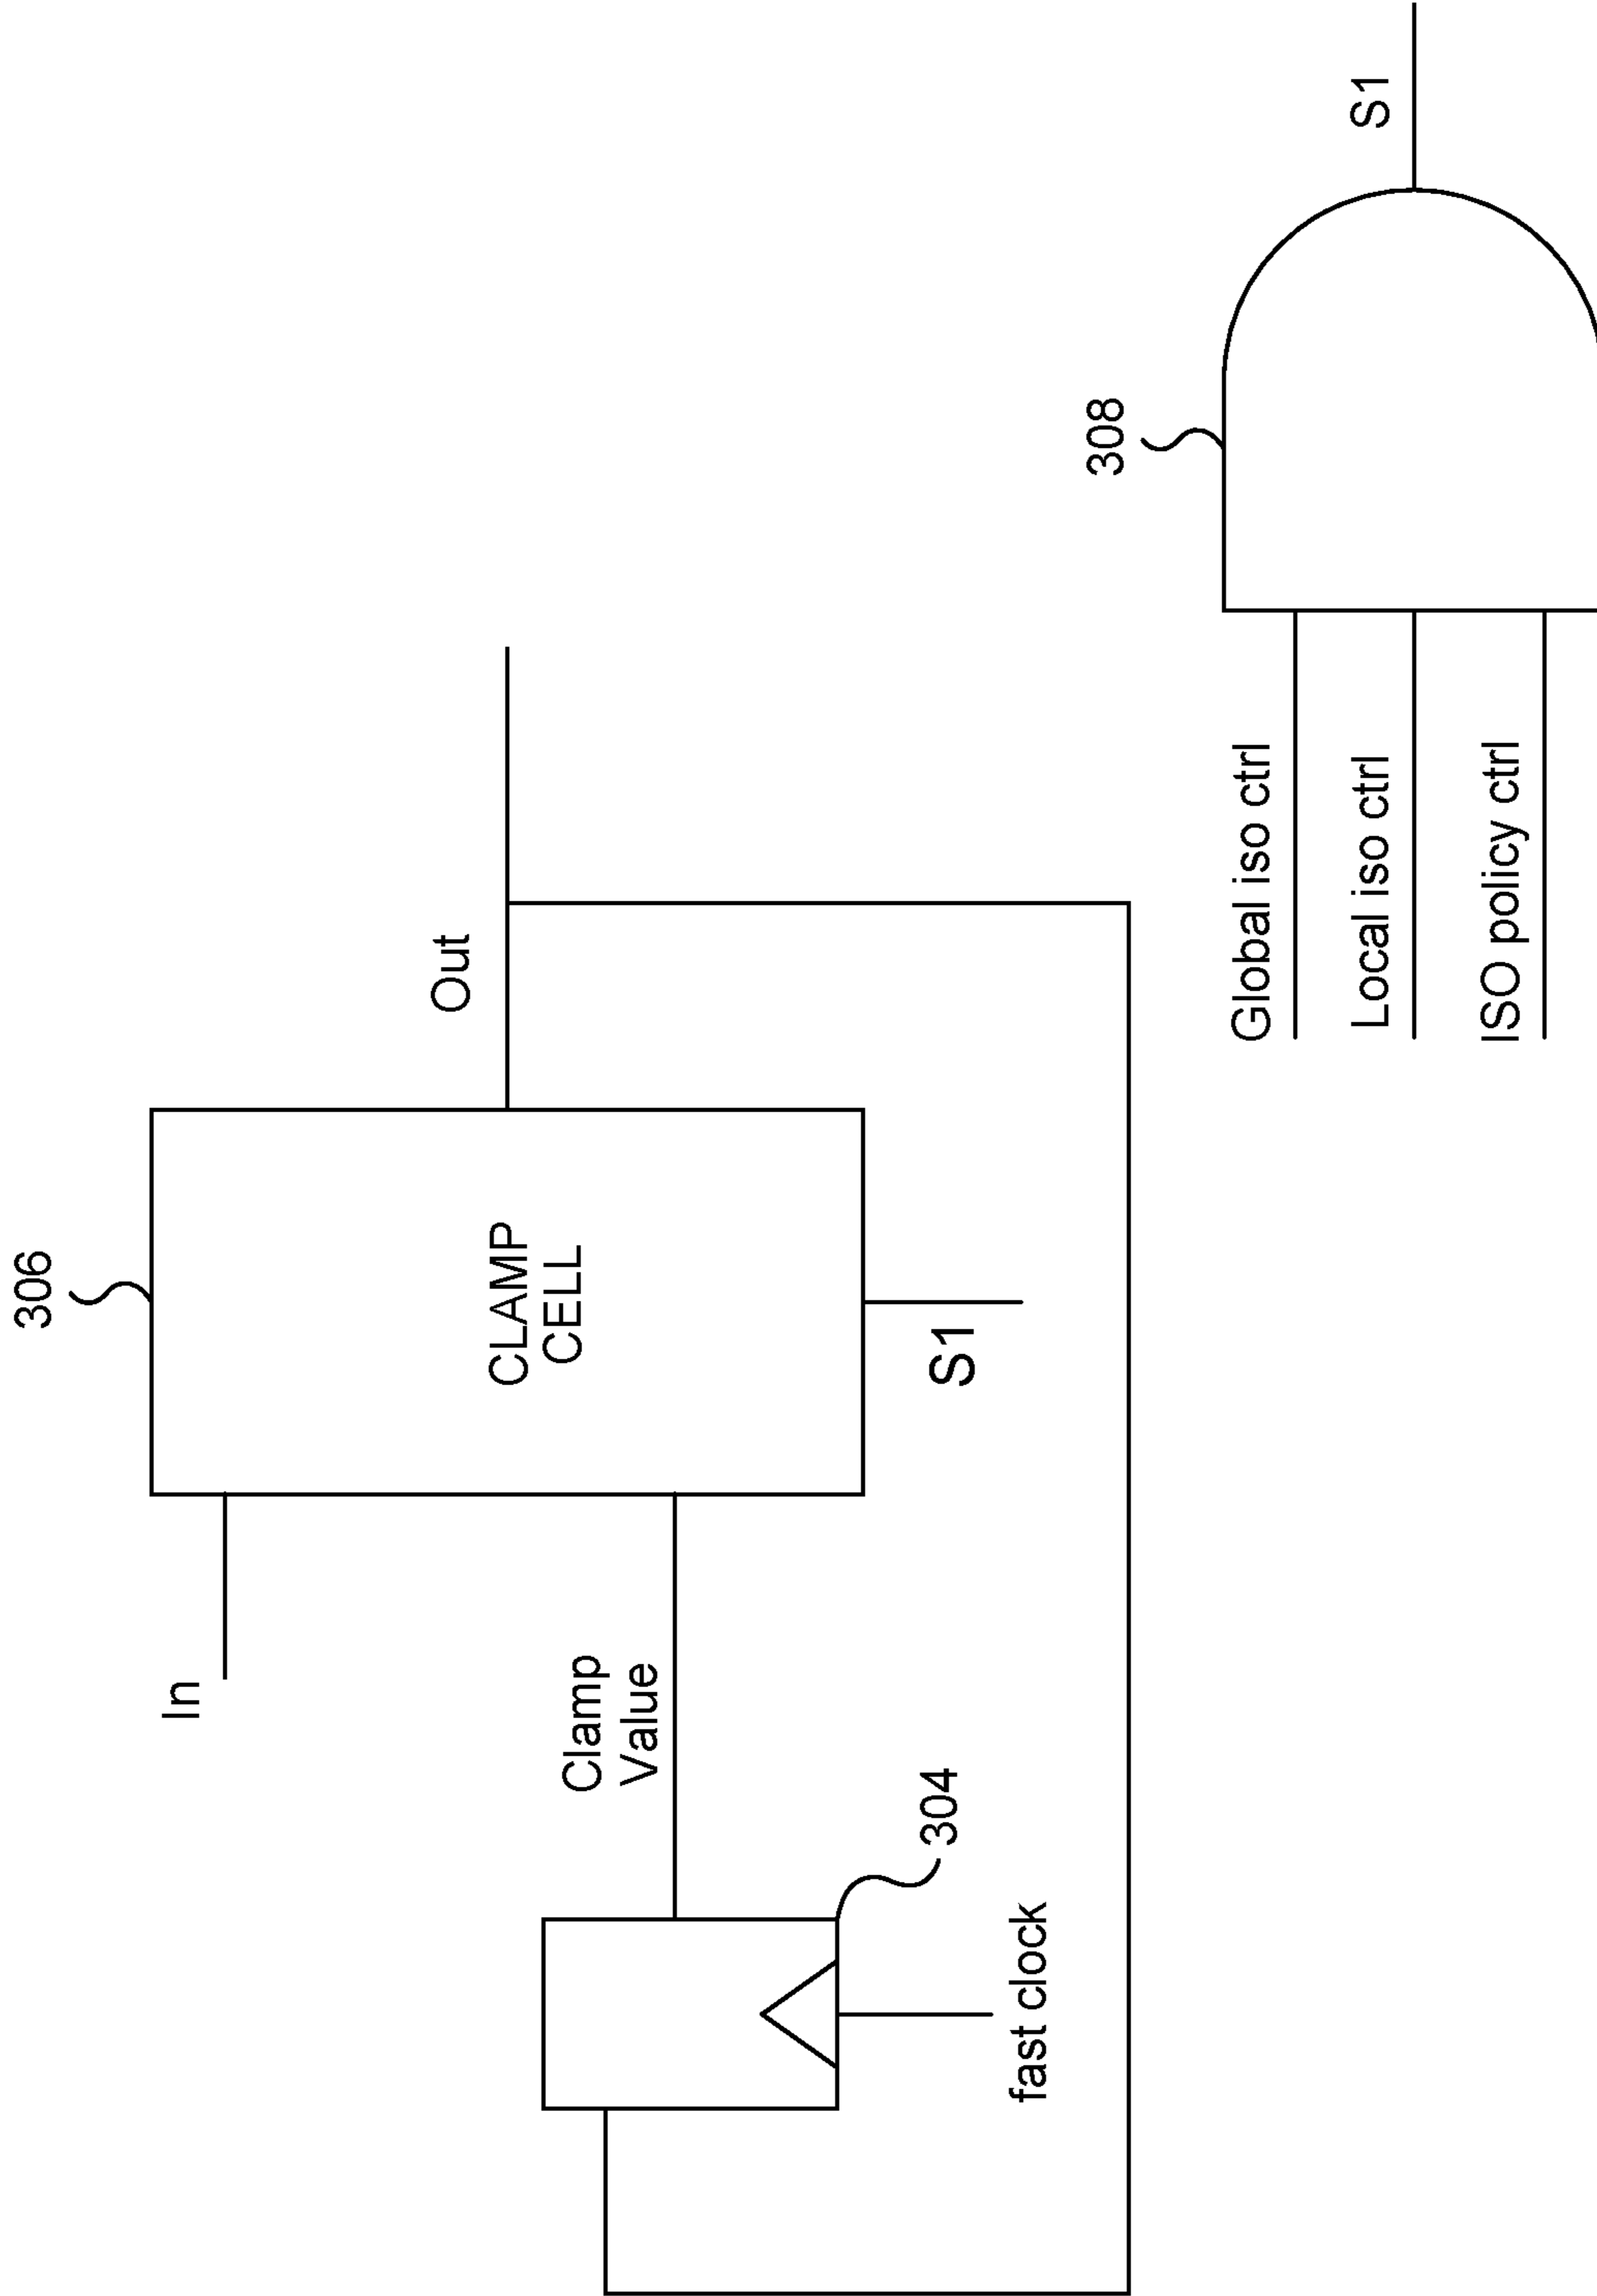 306
In
CLAMP
CELL
Out
Clamp
Value
S1
304
fast clock
308
Global iso ctrl
Local iso ctrl
ISO policy ctrl
S1